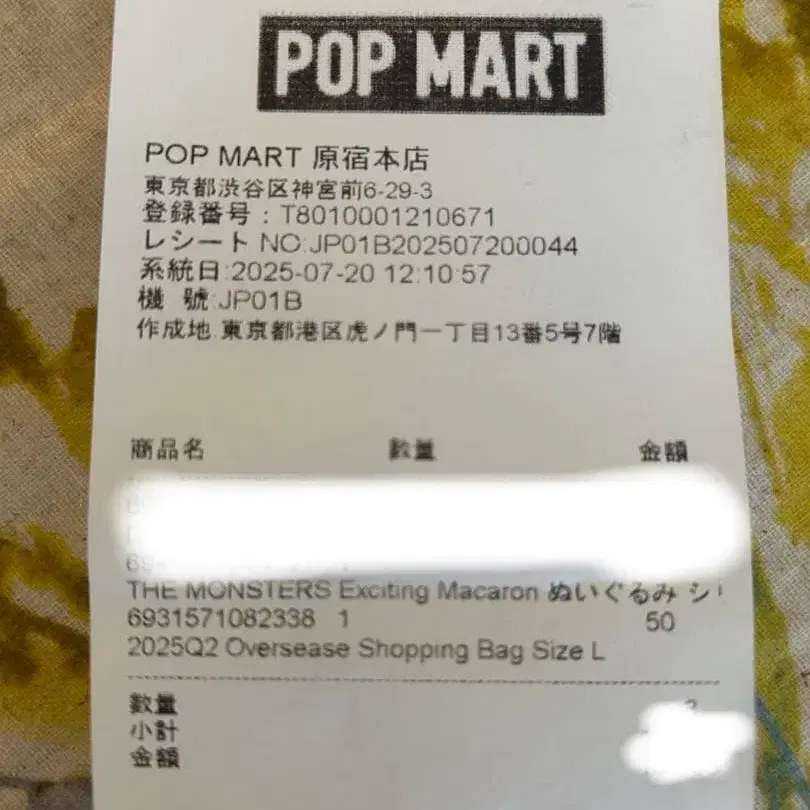 POP MART
POP MART 原宿本店
東京都渋谷区神宮前6-29-3
登録番号：T8010001210671
レシート NO:JP01B202507200044
系統日:2025-07-20 12:10:57
機 號:JP01B
作成地:東京都港区虎ノ門一丁目13番5号7階
商品名 數量 金額
69
THE MONSTERS Exciting Macaron ぬいぐるみ シ
6931571082338 1 50
2025Q2 Oversease Shopping Bag Size L
數量
小計
金額